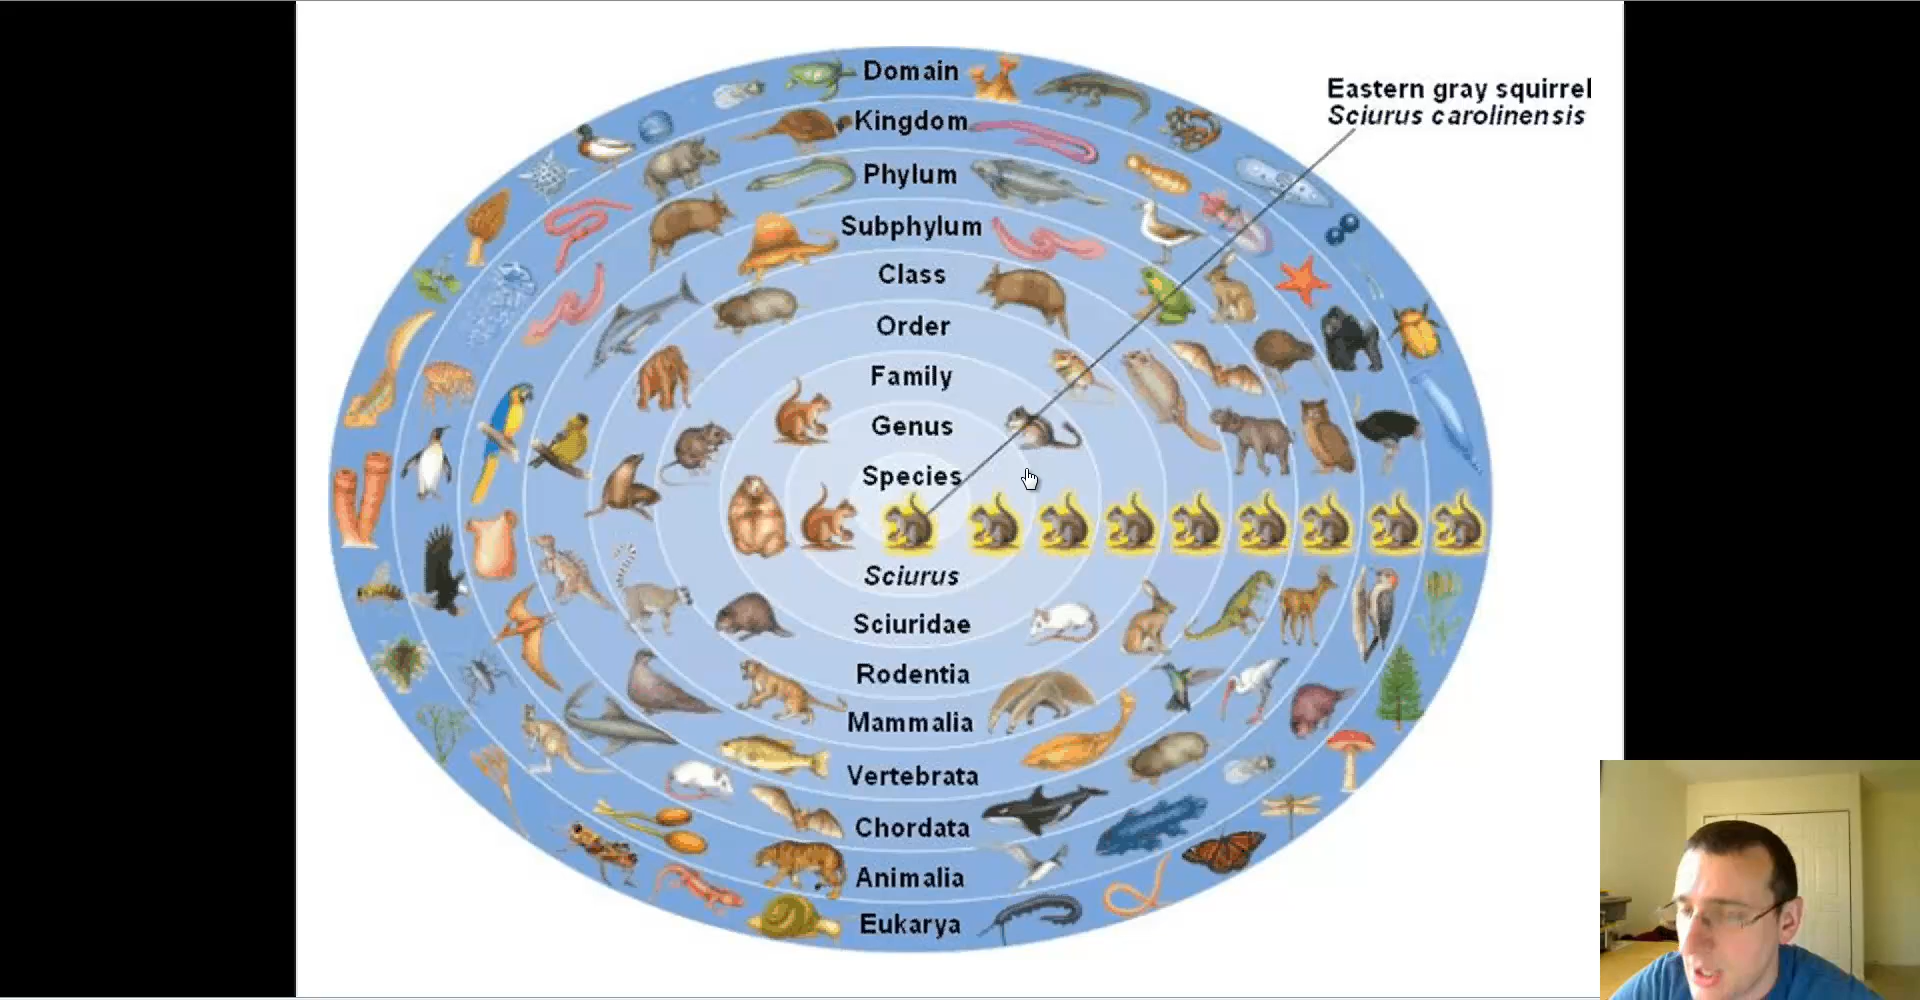 Domain
Kingdom
Phylum
Subphylum
Class
Order
Family
Genus
Species
Sciurus
Sciuridae
Rodentia
Mammalia
Vertebrata
Chordata
Animalia
Eukarya
Eastern gray squirrel
Sciurus carolinensis